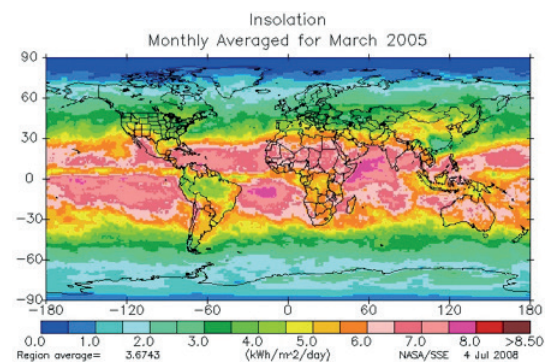 Insolation
Monthly Averaged for March 2005
90
60
30
0
−30
−60
−90
−180 −120 −60 0 60 120 180
0.0 1.0 2.0 3.0 4.0 5.0 6.0 7.0 8.0 >8.50
Region average= 3.6743 (kWh/m^2/day) NASA/SSE 4 Jul 2008